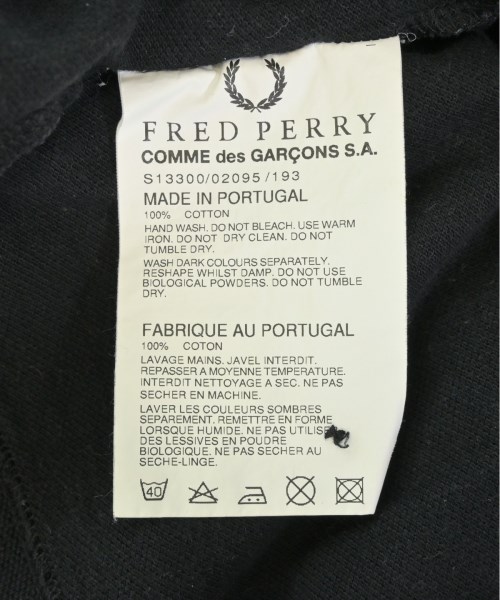 FRED PERRY
COMME des GARÇONS S.A.
S13300/02095/193
MADE IN PORTUGAL
100% COTTON
HAND WASH. DO NOT BLEACH. USE WARM
IRON. DO NOT DRY CLEAN. DO NOT
TUMBLE DRY.
WASH DARK COLOURS SEPARATELY.
RESHAPE WHILST DAMP. DO NOT USE
BIOLOGICAL POWDERS. DO NOT TUMBLE
DRY.
FABRIQUE AU PORTUGAL
100% COTON
LAVAGE MAINS. JAVEL INTERDIT.
REPASSER A MOYENNE TEMPERATURE.
INTERDIT NETTOYAGE A SEC. NE PAS
SECHER EN MACHINE.
LAVER LES COULEURS SOMBRES
SEPAREMENT. REMETTRE EN FORME
LORSQUE HUMIDE. NE PAS UTILISER
DES LESSIVES EN POUDRE
BIOLOGIQUE. NE PAS SECHER AU
SECHE-LINGE.
40